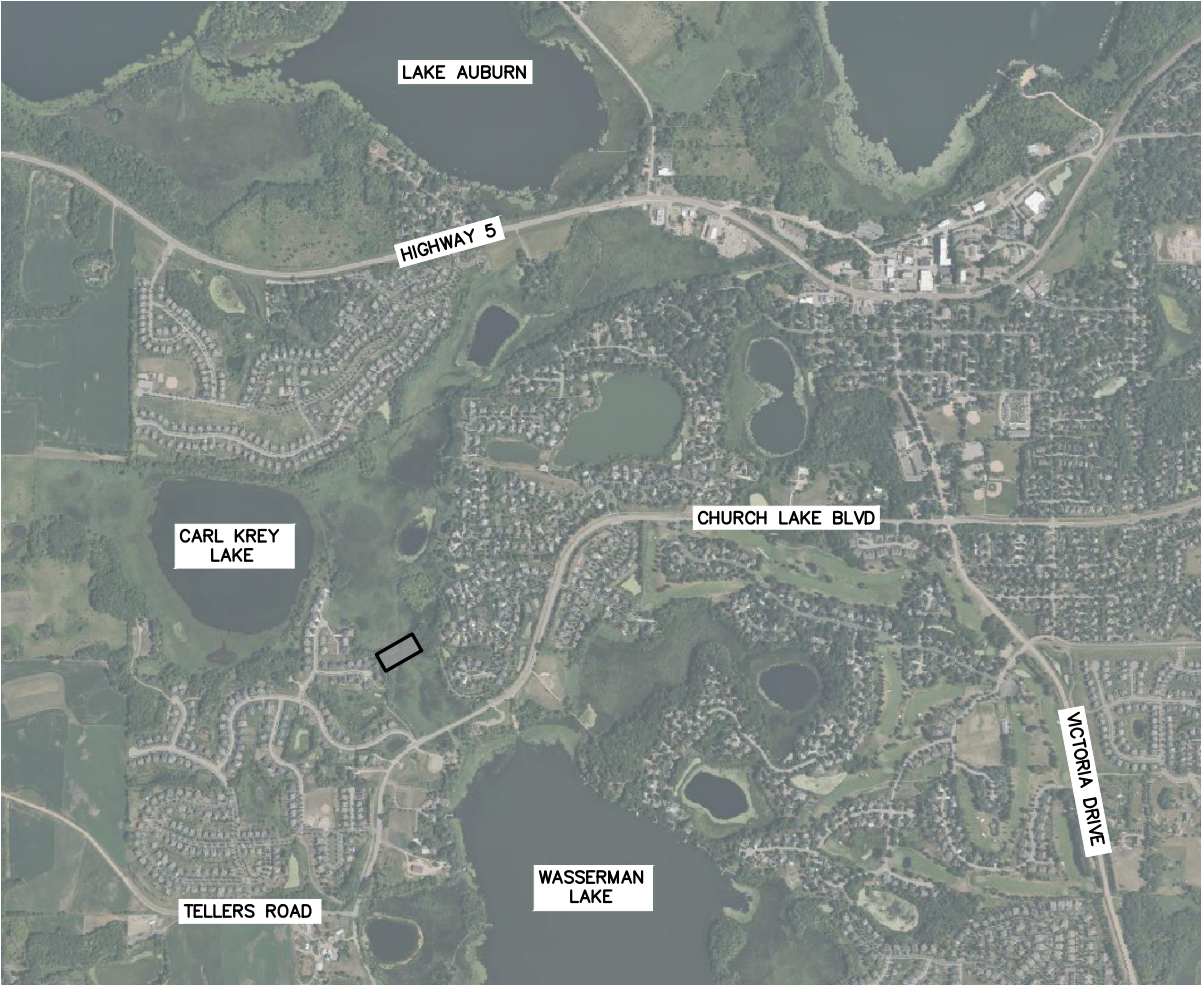 LAKE AUBURN
HIGHWAY 5
CHURCH LAKE BLVD
CARL KREY
LAKE
VICTORIA DRIVE
WASSERMAN
LAKE
TELLERS ROAD